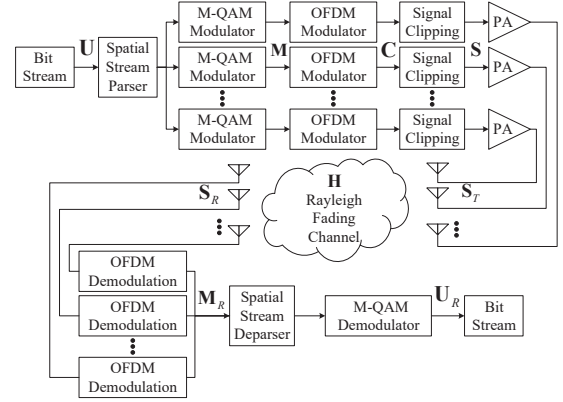 U
Bit
Stream
Spatial
Stream
Parser
M-QAM
Modulator
OFDM
Modulator
Signal
Clipping
PA
M
C
S
M-QAM
Modulator
OFDM
Modulator
Signal
Clipping
PA
M-QAM
Modulator
OFDM
Modulator
Signal
Clipping
PA
S_R
H
Rayleigh
Fading
Channel
S_T
OFDM
Demodulation
OFDM
Demodulation
OFDM
Demodulation
M_R
Spatial
Stream
Deparser
M-QAM
Demodulator
U_R
Bit
Stream